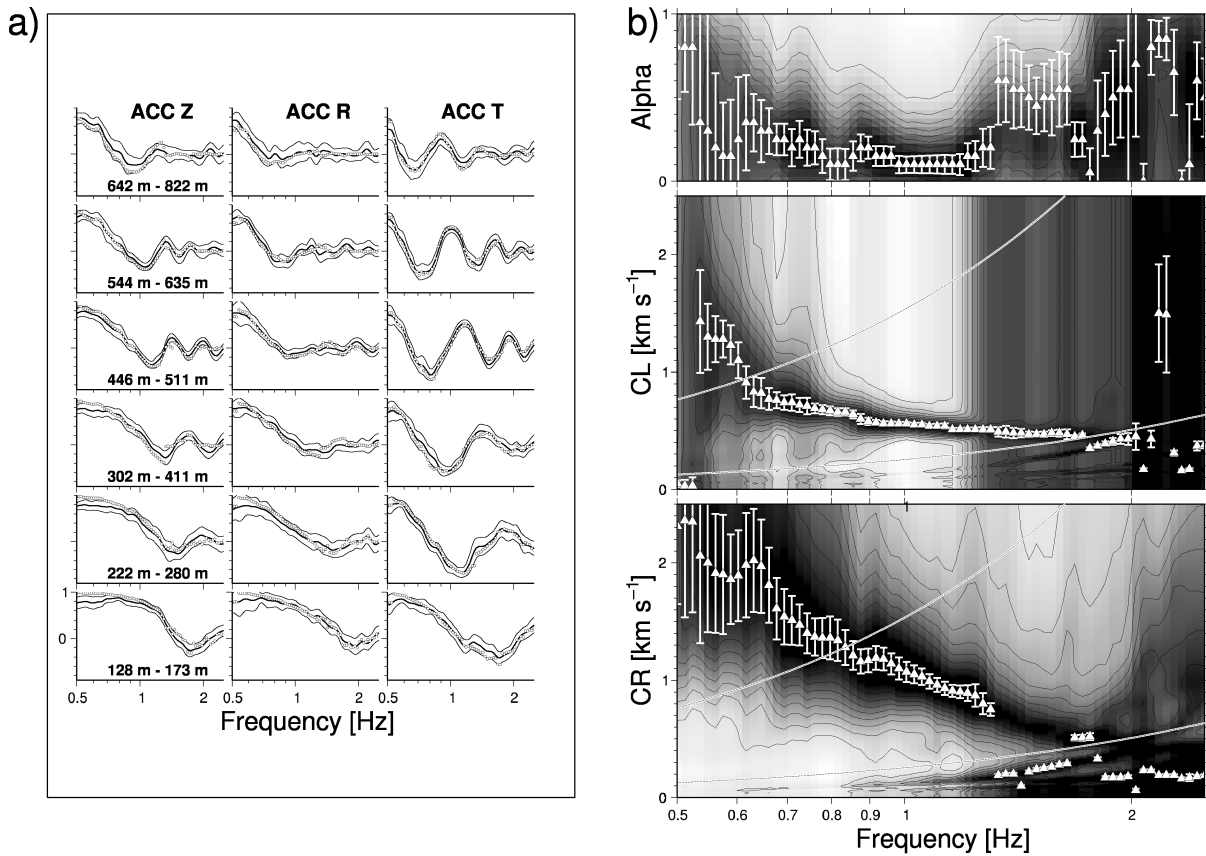 a)
ACC Z ACC R ACC T
642 m - 822 m
544 m - 635 m
446 m - 511 m
302 m - 411 m
222 m - 280 m
1
0
128 m - 173 m
0.5 1 2 0.5 1 2 0.5 1 2
Frequency [Hz]
b)
1
Alpha
0
2
CL [km s⁻¹]
1
0
2
CR [km s⁻¹]
1
0
0.5 0.6 0.7 0.8 0.9 1 2
Frequency [Hz]